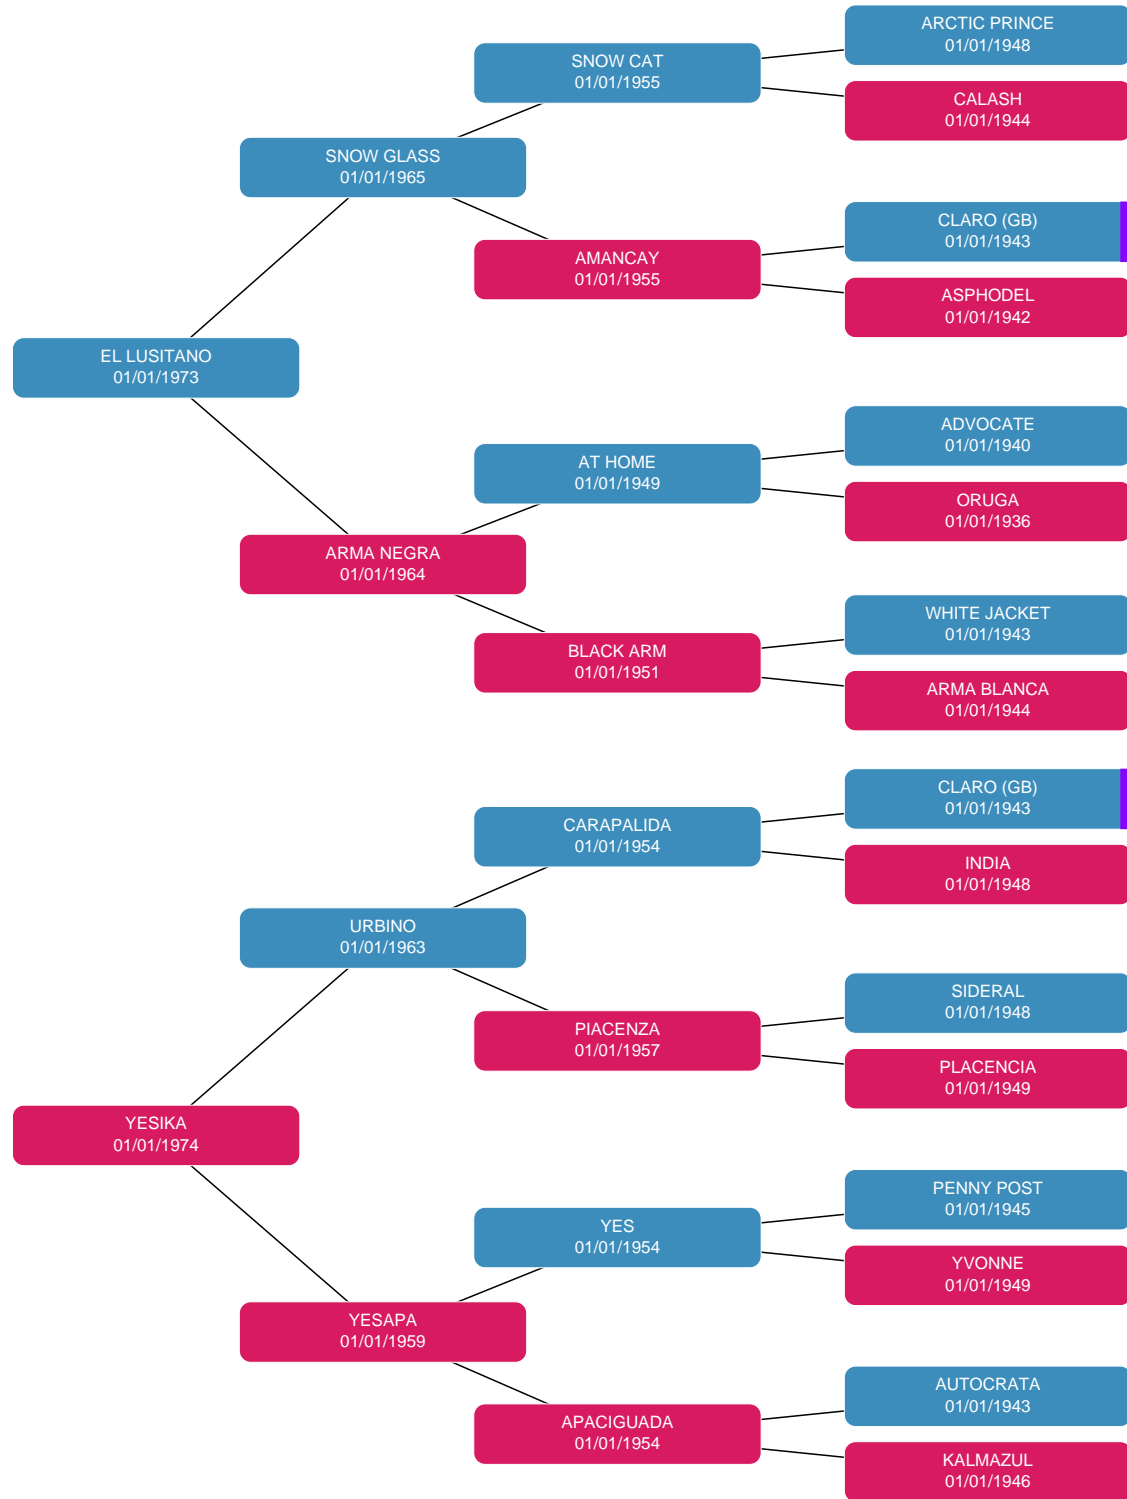 ARCTIC PRINCE
01/01/1948
SNOW CAT
01/01/1955
CALASH
01/01/1944
SNOW GLASS
01/01/1965
CLARO (GB)
01/01/1943
AMANCAY
01/01/1955
ASPHODEL
01/01/1942
EL LUSITANO
01/01/1973
ADVOCATE
01/01/1940
AT HOME
01/01/1949
ORUGA
01/01/1936
ARMA NEGRA
01/01/1964
WHITE JACKET
01/01/1943
BLACK ARM
01/01/1951
ARMA BLANCA
01/01/1944
CLARO (GB)
01/01/1943
CARAPALIDA
01/01/1954
INDIA
01/01/1948
URBINO
01/01/1963
SIDERAL
01/01/1948
PIACENZA
01/01/1957
PLACENCIA
01/01/1949
YESIKA
01/01/1974
PENNY POST
01/01/1945
YES
01/01/1954
YVONNE
01/01/1949
YESAPA
01/01/1959
AUTOCRATA
01/01/1943
APACIGUADA
01/01/1954
KALMAZUL
01/01/1946